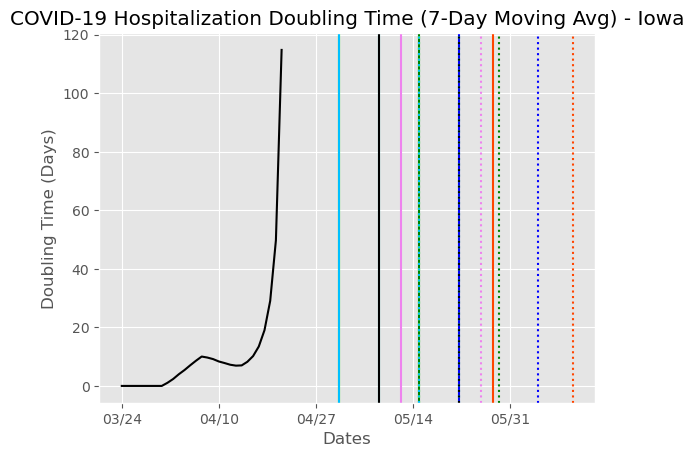 COVID-19 Hospitalization Doubling Time (7-Day Moving Avg) - Iowa
120
100
80
60
40
20
0
Doubling Time (Days)
03/24 04/10 04/27 05/14 05/31
Dates